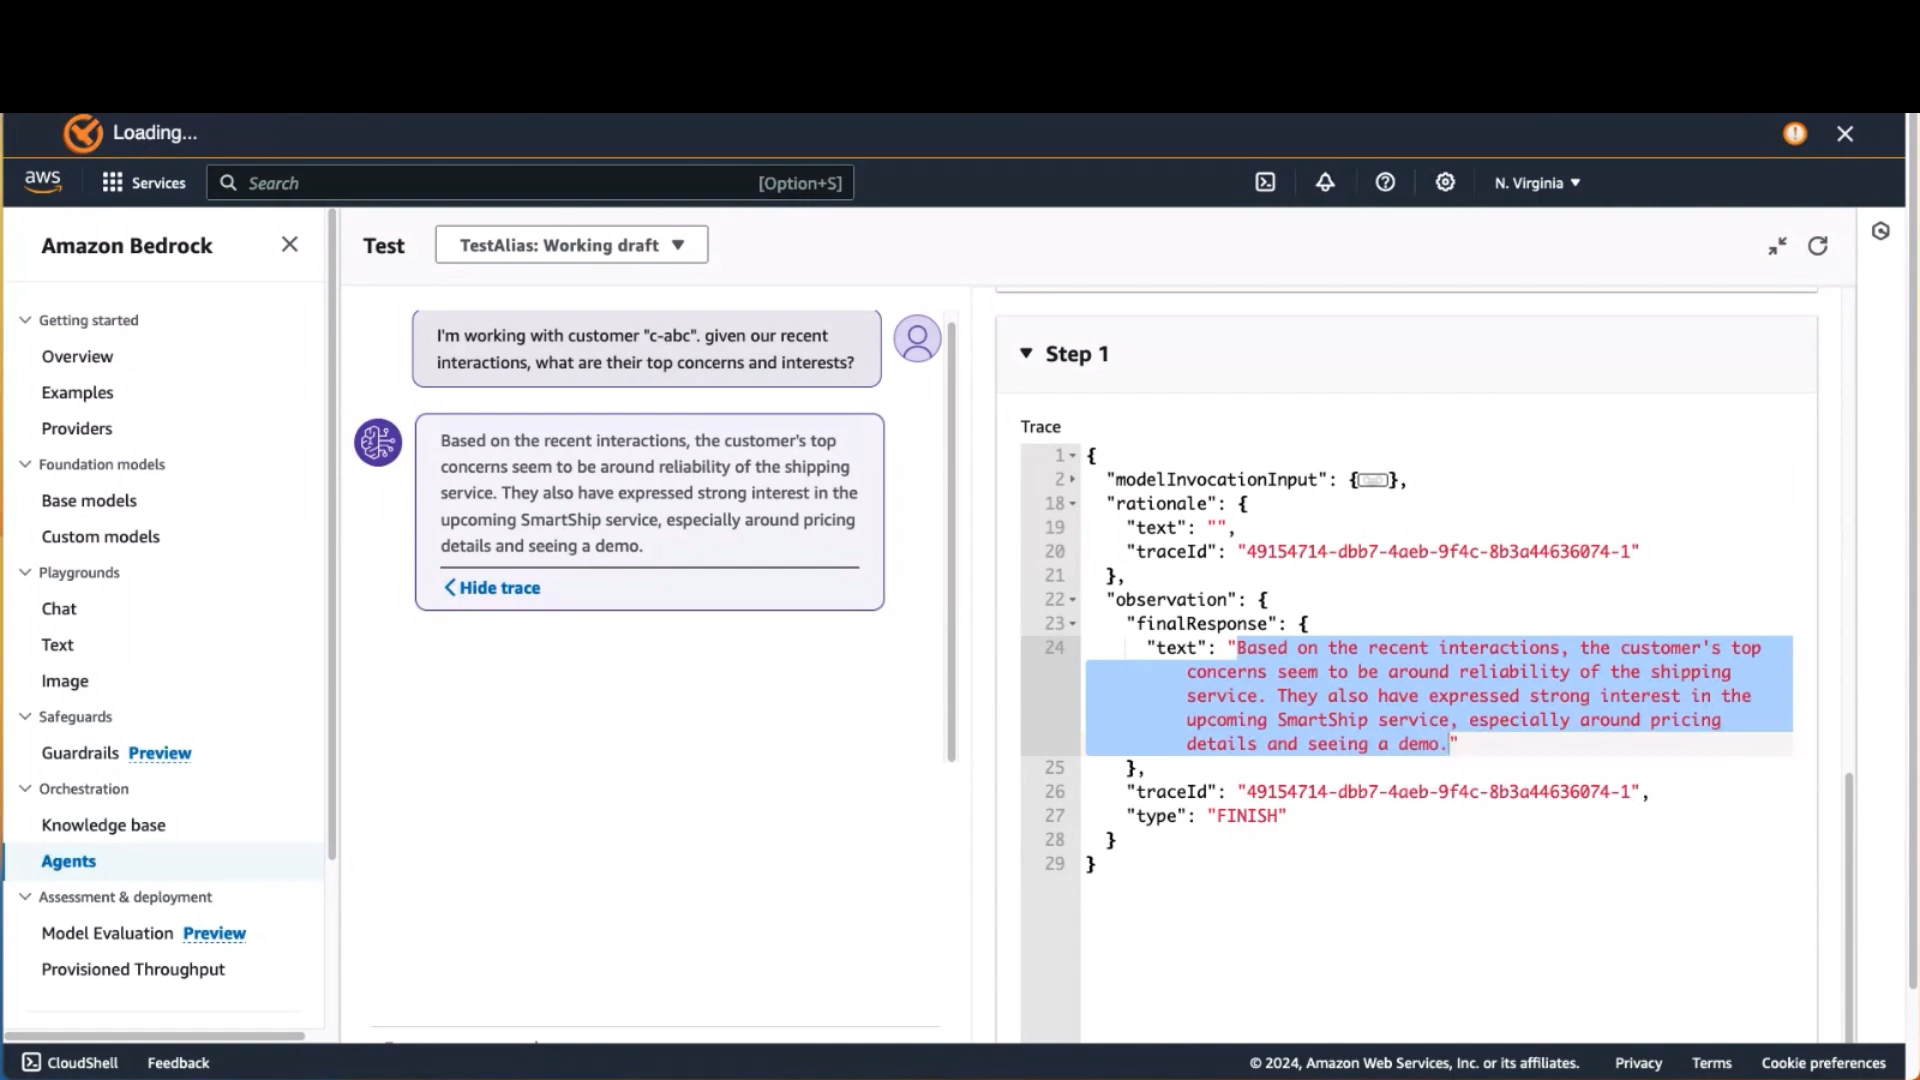 Loading...
aws
Services
Search
[Option+S]
N. Virginia
Amazon Bedrock
Getting started
Overview
Examples
Providers
Foundation models
Base models
Custom models
Playgrounds
Chat
Text
Image
Safeguards
Guardrails Preview
Orchestration
Knowledge base
Agents
Assessment & deployment
Model Evaluation Preview
Provisioned Throughput
Test
TestAlias: Working draft
I'm working with customer "c-abc". given our recent
interactions, what are their top concerns and interests?
Based on the recent interactions, the customer's top
concerns seem to be around reliability of the shipping
service. They also have expressed strong interest in the
upcoming SmartShip service, especially around pricing
details and seeing a demo.
Hide trace
Step 1
Trace
1 {
2 "modelInvocationInput": {},
18 "rationale": {
19 "text": "",
20 "traceId": "49154714-dbb7-4aeb-9f4c-8b3a44636074-1"
21 },
22 "observation": {
23 "finalResponse": {
24 "text": "Based on the recent interactions, the customer's top
concerns seem to be around reliability of the shipping
service. They also have expressed strong interest in the
upcoming SmartShip service, especially around pricing
details and seeing a demo."
25 },
26 "traceId": "49154714-dbb7-4aeb-9f4c-8b3a44636074-1",
27 "type": "FINISH"
28 }
29 }
CloudShell
Feedback
© 2024, Amazon Web Services, Inc. or its affiliates.
Privacy
Terms
Cookie preferences